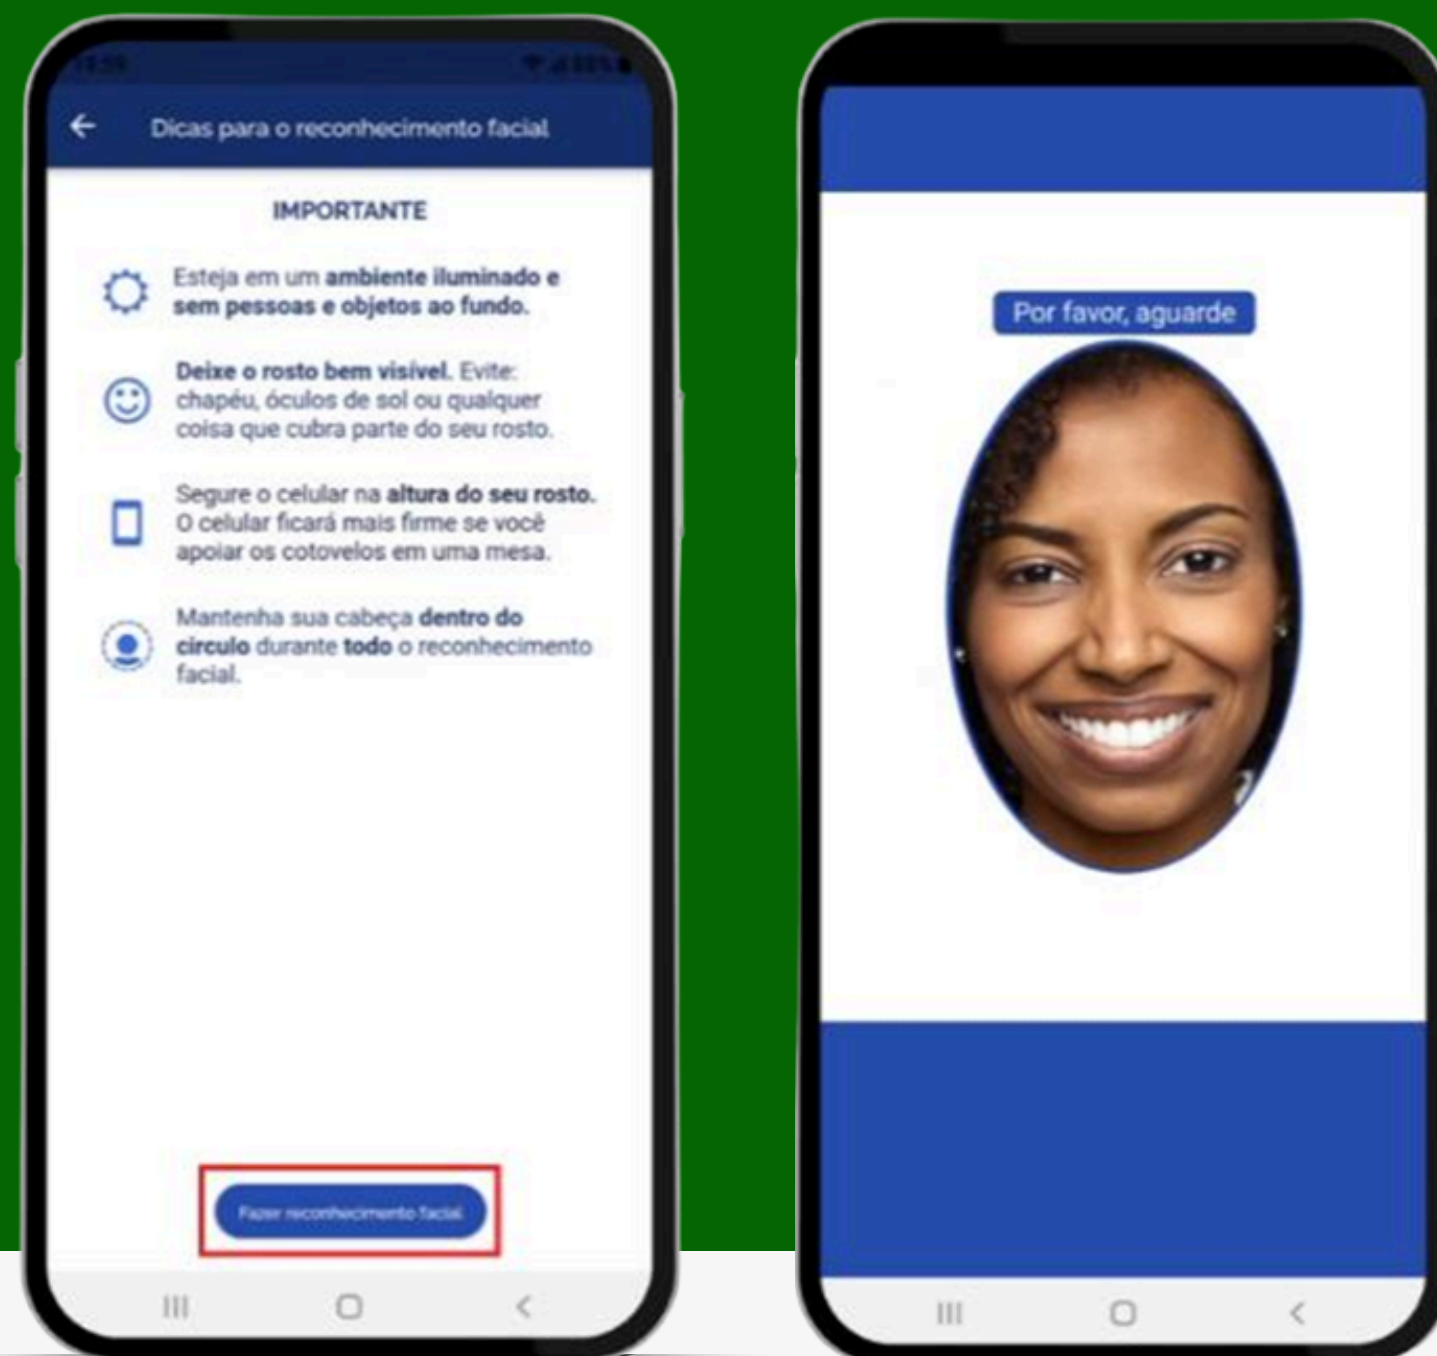 Dicas para o reconhecimento facial
IMPORTANTE
Esteja em um ambiente iluminado e
sem pessoas e objetos ao fundo.
Deixe o rosto bem visível. Evite:
chapéu, óculos de sol ou qualquer
coisa que cubra parte do seu rosto.
Segure o celular na altura do seu rosto.
O celular ficará mais firme se você
apoiar os cotovelos em uma mesa.
Mantenha sua cabeça dentro do
círculo durante todo o reconhecimento
facial.
Fazer reconhecimento facial
Por favor, aguarde